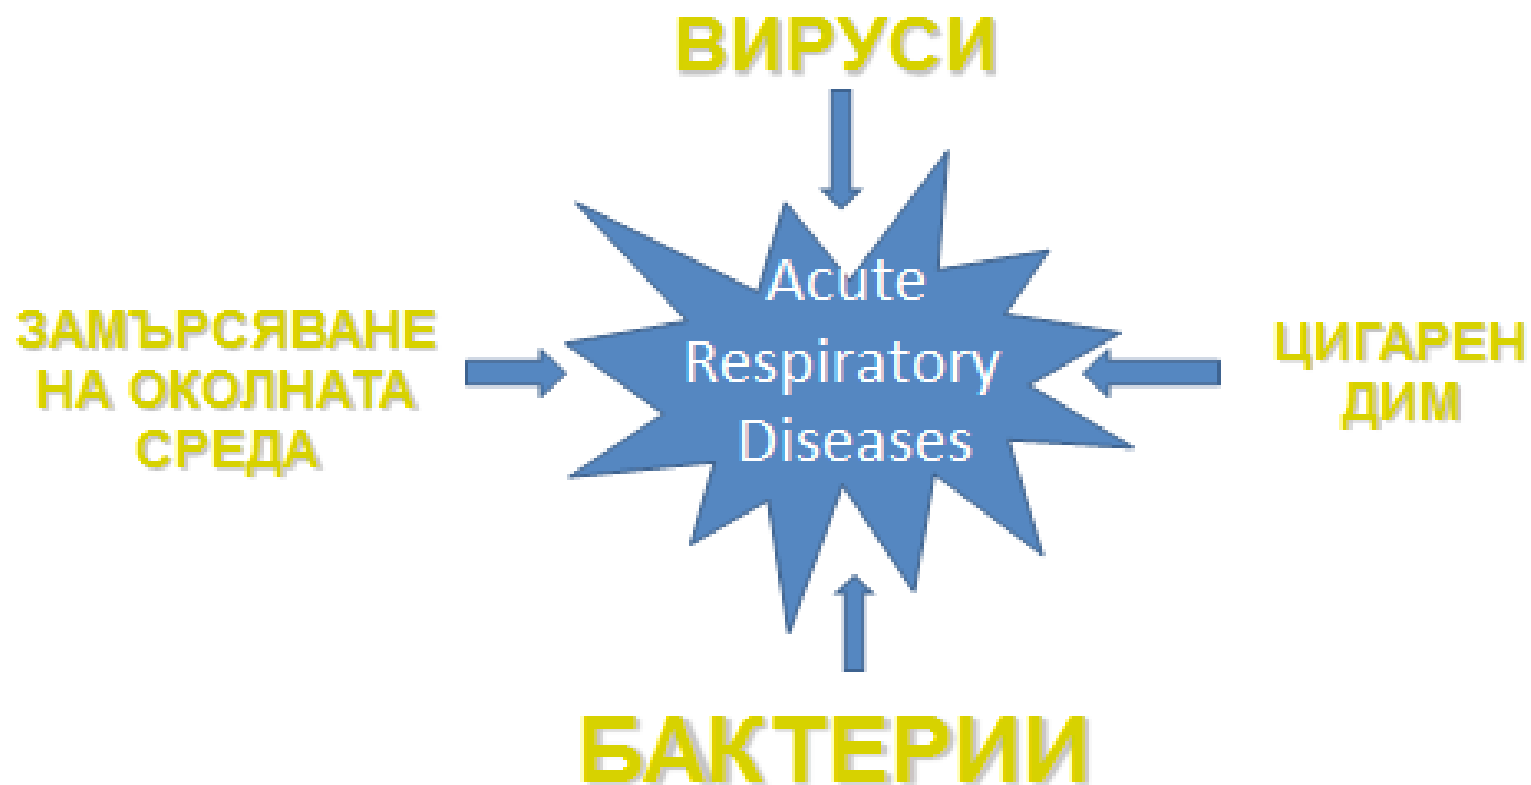 ВИРУСИ
Acute
Respiratory
Diseases
ЗАМЪРСЯВАНЕ
НА ОКОЛНАТА
СРЕДА
ЦИГАРЕН
ДИМ
БАКТЕРИИ